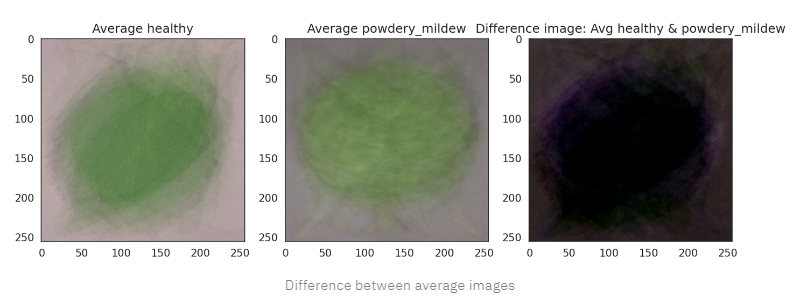 Average healthy
Average powdery_mildew
Difference image: Avg healthy & powdery_mildew
0
50
100
150
200
250
0 50 100 150 200 250
0
50
100
150
200
250
0 50 100 150 200 250
0
50
100
150
200
250
0 50 100 150 200 250
Difference between average images